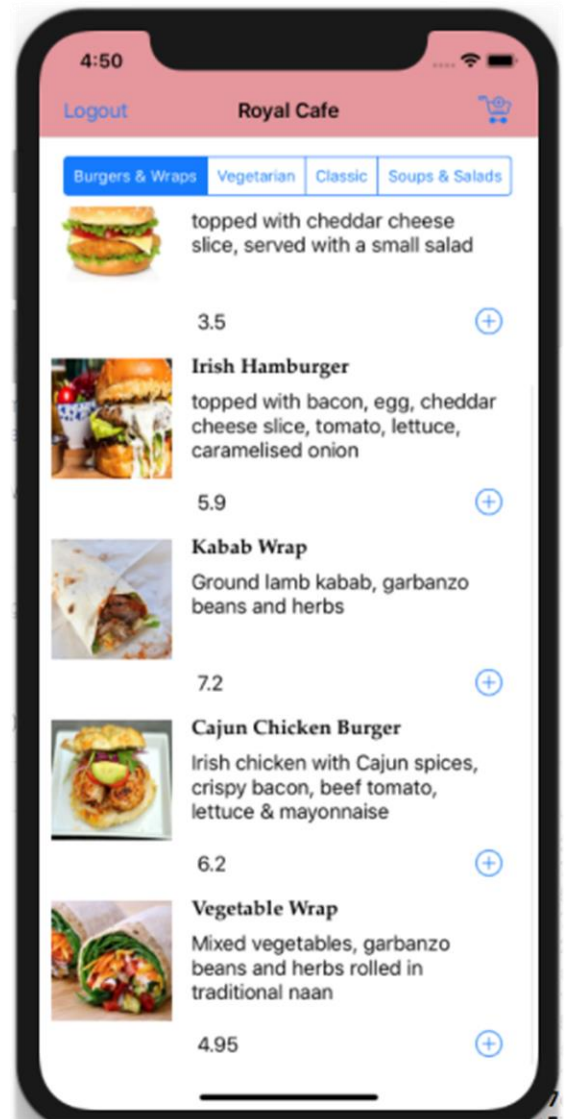 4:50
Logout
Royal Cafe
Burgers & Wraps
Vegetarian
Classic
Soups & Salads
topped with cheddar cheese
slice, served with a small salad
3.5
Irish Hamburger
topped with bacon, egg, cheddar
cheese slice, tomato, lettuce,
caramelised onion
5.9
Kabab Wrap
Ground lamb kabab, garbanzo
beans and herbs
7.2
Cajun Chicken Burger
Irish chicken with Cajun spices,
crispy bacon, beef tomato,
lettuce & mayonnaise
6.2
Vegetable Wrap
Mixed vegetables, garbanzo
beans and herbs rolled in
traditional naan
4.95